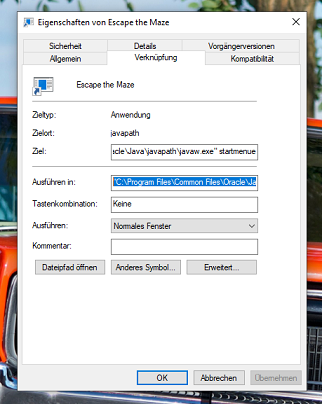 Eigenschaften von Escape the Maze
Sicherheit Details Vorgängerversionen
Allgemein Verknüpfung Kompatibilität
Escape the Maze
Zieltyp: Anwendung
Zielort: javapath
Ziel: :cle\Java\javapath\javaw.exe" startmenue
Ausführen in: "C:\Program Files\Common Files\Oracle\Ja
Tastenkombination: Keine
Ausführen: Normales Fenster
Kommentar:
Dateipfad öffnen Anderes Symbol... Erweitert...
OK Abbrechen Übernehmen